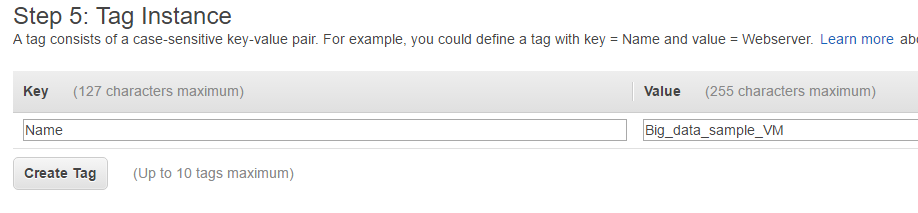 Step 5: Tag Instance
A tag consists of a case-sensitive key-value pair. For example, you could define a tag with key = Name and value = Webserver. Learn more abo
Key (127 characters maximum) Value (255 characters maximum)
Name Big_data_sample_VM
Create Tag (Up to 10 tags maximum)